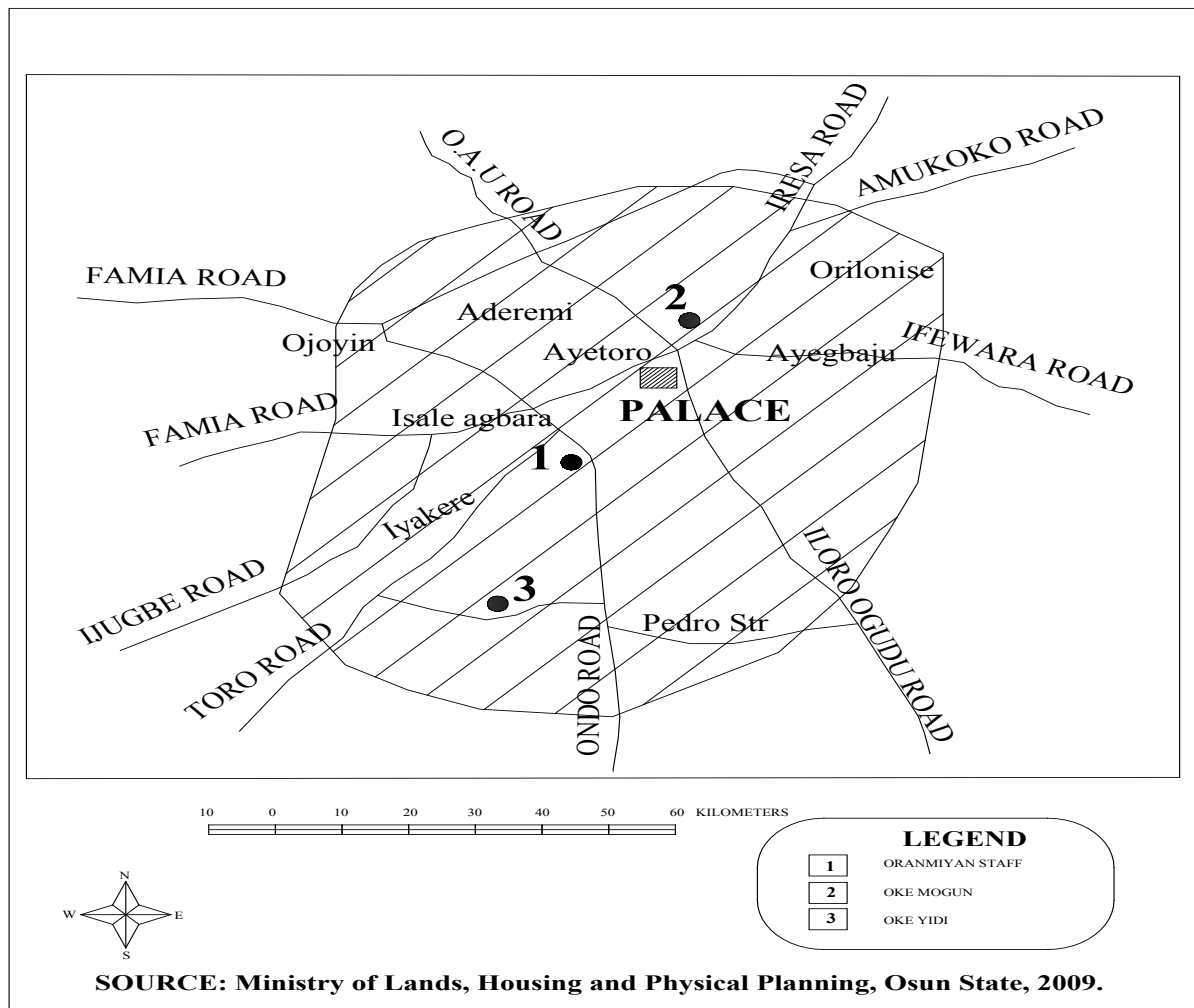 O.A.U ROAD
IRESA ROAD
AMUKOKO ROAD
FAMIA ROAD
Orilonise
2
Aderemi
Ojoyin
Ayetoro
Ayegbaju
IFEWARA ROAD
PALACE
FAMIA ROAD
Isale agbara
1
Iyakere
ILORO OGUDU ROAD
IJUGBE ROAD
3
Pedro Str
TORO ROAD
ONDO ROAD
10 0 10 20 30 40 50 60 KILOMETERS
LEGEND
1 ORANMIYAN STAFF
2 OKE MOGUN
3 OKE YIDI
N
W E
S
SOURCE: Ministry of Lands, Housing and Physical Planning, Osun State, 2009.